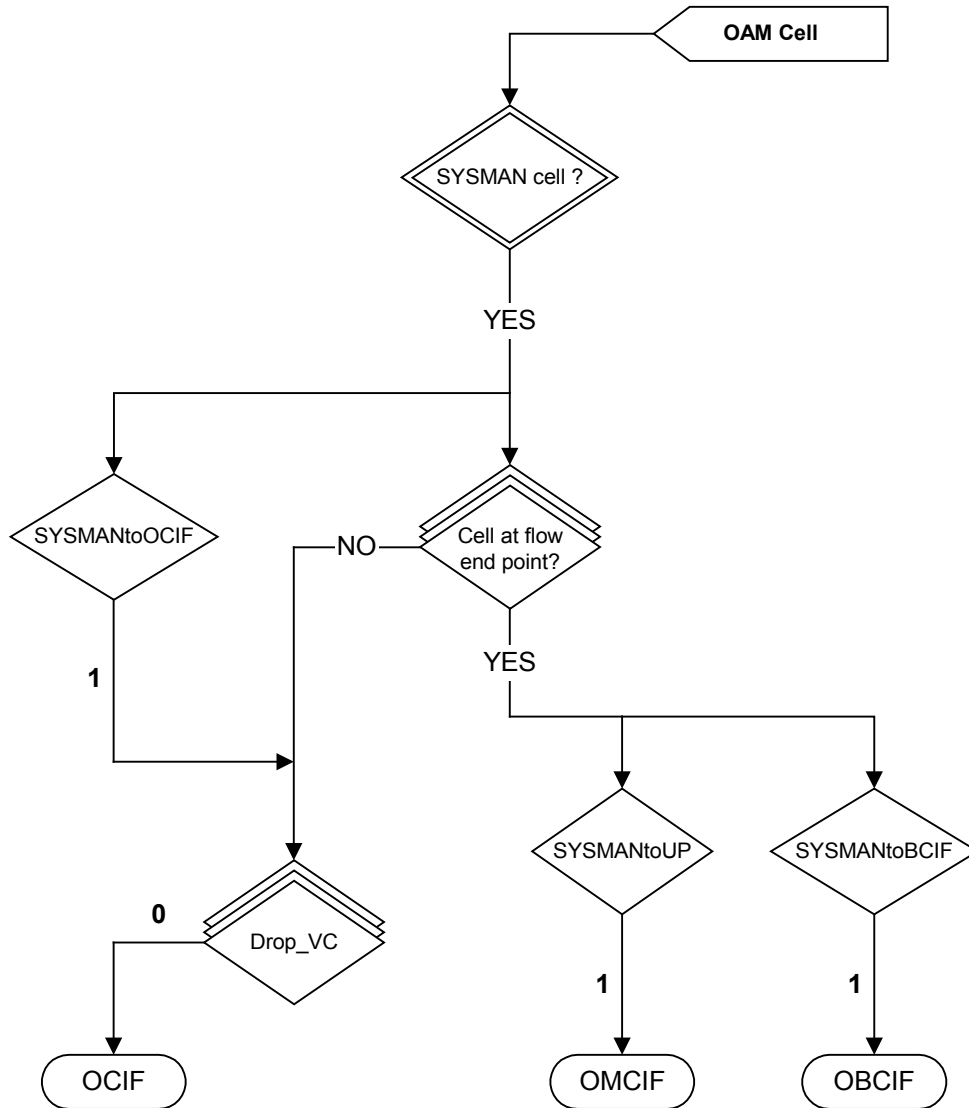 OAM Cell
SYSMAN cell ?
YES
SYSMANtoOCIF
NO
Cell at flow
end point?
YES
1
SYSMANtoUP
SYSMANtoBCIF
0
Drop_VC
1
1
OCIF
OMCIF
OBCIF